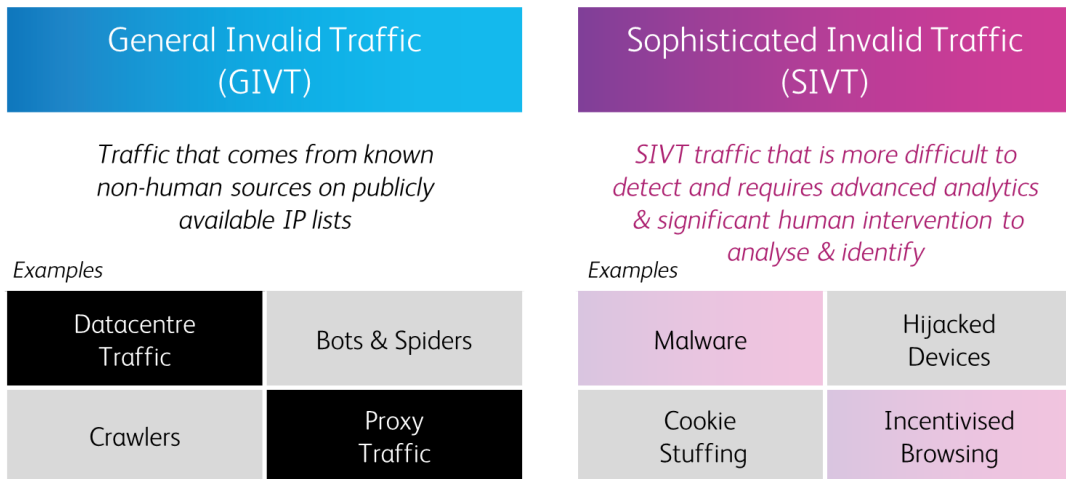 General Invalid Traffic
(GIVT)
Traffic that comes from known
non-human sources on publicly
available IP lists
Examples
Datacentre
Traffic
Bots & Spiders
Crawlers
Proxy
Traffic
Sophisticated Invalid Traffic
(SIVT)
SIVT traffic that is more difficult to
detect and requires advanced analytics
& significant human intervention to
analyse & identify
Examples
Malware
Hijacked
Devices
Cookie
Stuffing
Incentivised
Browsing